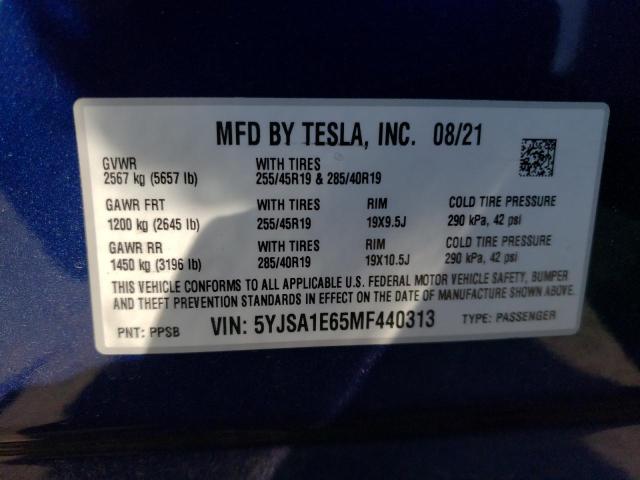 MFD BY TESLA, INC. 08/21
GVWR WITH TIRES
2567 kg (5657 lb) 255/45R19 & 285/40R19
GAWR FRT WITH TIRES RIM COLD TIRE PRESSURE
1200 kg (2645 lb) 255/45R19 19X9.5J 290 kPa, 42 psi
GAWR RR WITH TIRES RIM COLD TIRE PRESSURE
1450 kg (3196 lb) 285/40R19 19X10.5J 290 kPa, 42 psi
THIS VEHICLE CONFORMS TO ALL APPLICABLE U.S. FEDERAL MOTOR VEHICLE SAFETY, BUMPER
AND THEFT PREVENTION STANDARDS IN EFFECT ON THE DATE OF MANUFACTURE SHOWN ABOVE.
PNT: PPSB VIN: 5YJSA1E65MF440313 TYPE: PASSENGER